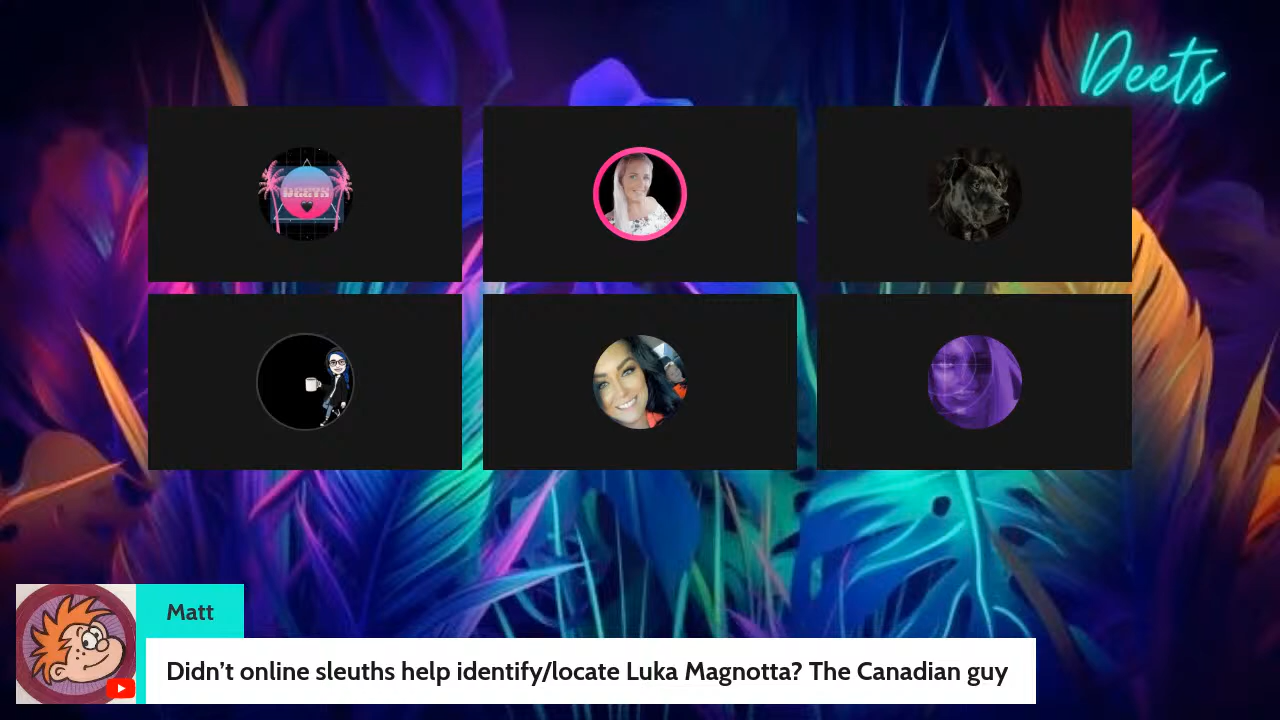 Deets
DEETS
Matt
Didn't online sleuths help identify/locate Luka Magnotta? The Canadian guy